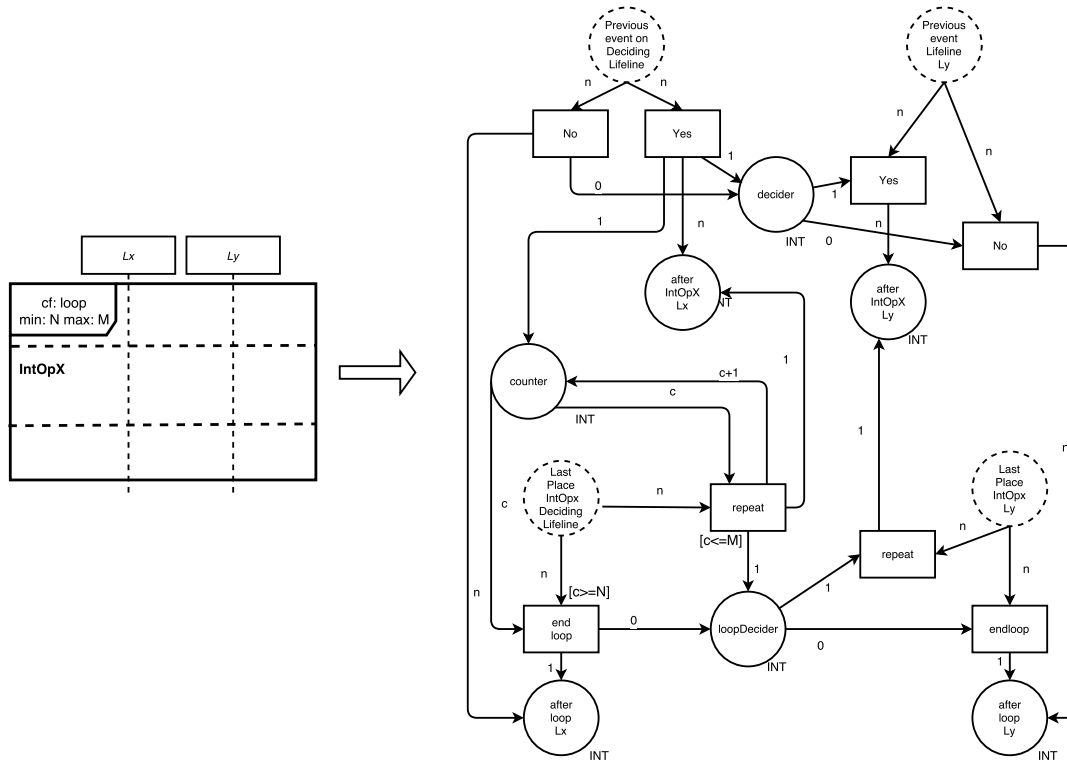 Lx
Ly
cf: loop
min: N max: M
IntOpX
Previous
event on
Deciding
Lifeline
Previous
event
Lifeline
Ly
n
n
n
n
No
Yes
Yes
No
1
0
decider
1
INT
0
1
n
n
after
IntOpX
Lx
INT
after
IntOpX
Ly
INT
counter
INT
c+1
c
1
1
n
Last
Place
IntOpx
Deciding
Lifeline
n
c
repeat
[c<=M]
Last
Place
IntOpx
Ly
n
repeat
n
[c>=N]
1
1
n
n
end
loop
0
loopDecider
INT
0
endloop
1
1
after
loop
Lx
INT
after
loop
Ly
INT